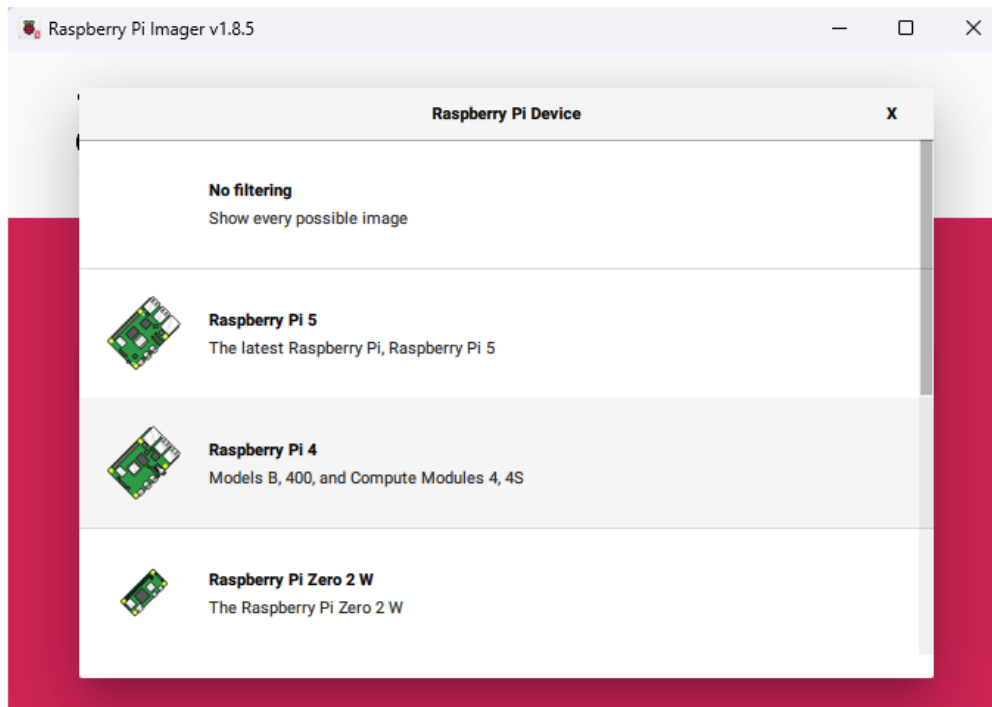 Raspberry Pi Imager v1.8.5
Raspberry Pi Device X
No filtering
Show every possible image
Raspberry Pi 5
The latest Raspberry Pi, Raspberry Pi 5
Raspberry Pi 4
Models B, 400, and Compute Modules 4, 4S
Raspberry Pi Zero 2 W
The Raspberry Pi Zero 2 W